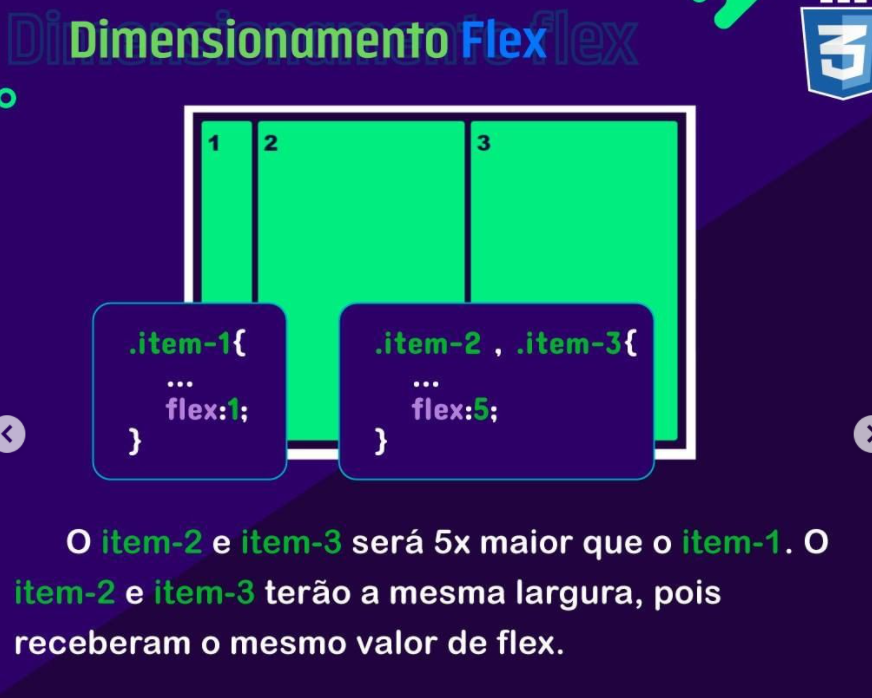 Dimensionamento Flex
1 2 3
.item-1{
...
flex:1;
}
.item-2 , .item-3{
...
flex:5;
}
O item-2 e item-3 será 5x maior que o item-1. O
item-2 e item-3 terão a mesma largura, pois
receberam o mesmo valor de flex.